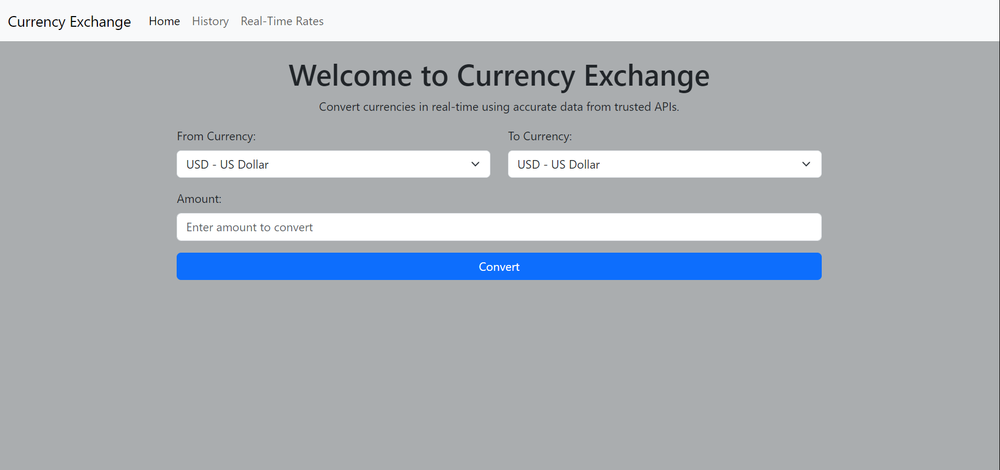 Currency Exchange Home History Real-Time Rates
Welcome to Currency Exchange
Convert currencies in real-time using accurate data from trusted APIs.
From Currency: To Currency:
USD - US Dollar USD - US Dollar
Amount:
Enter amount to convert
Convert